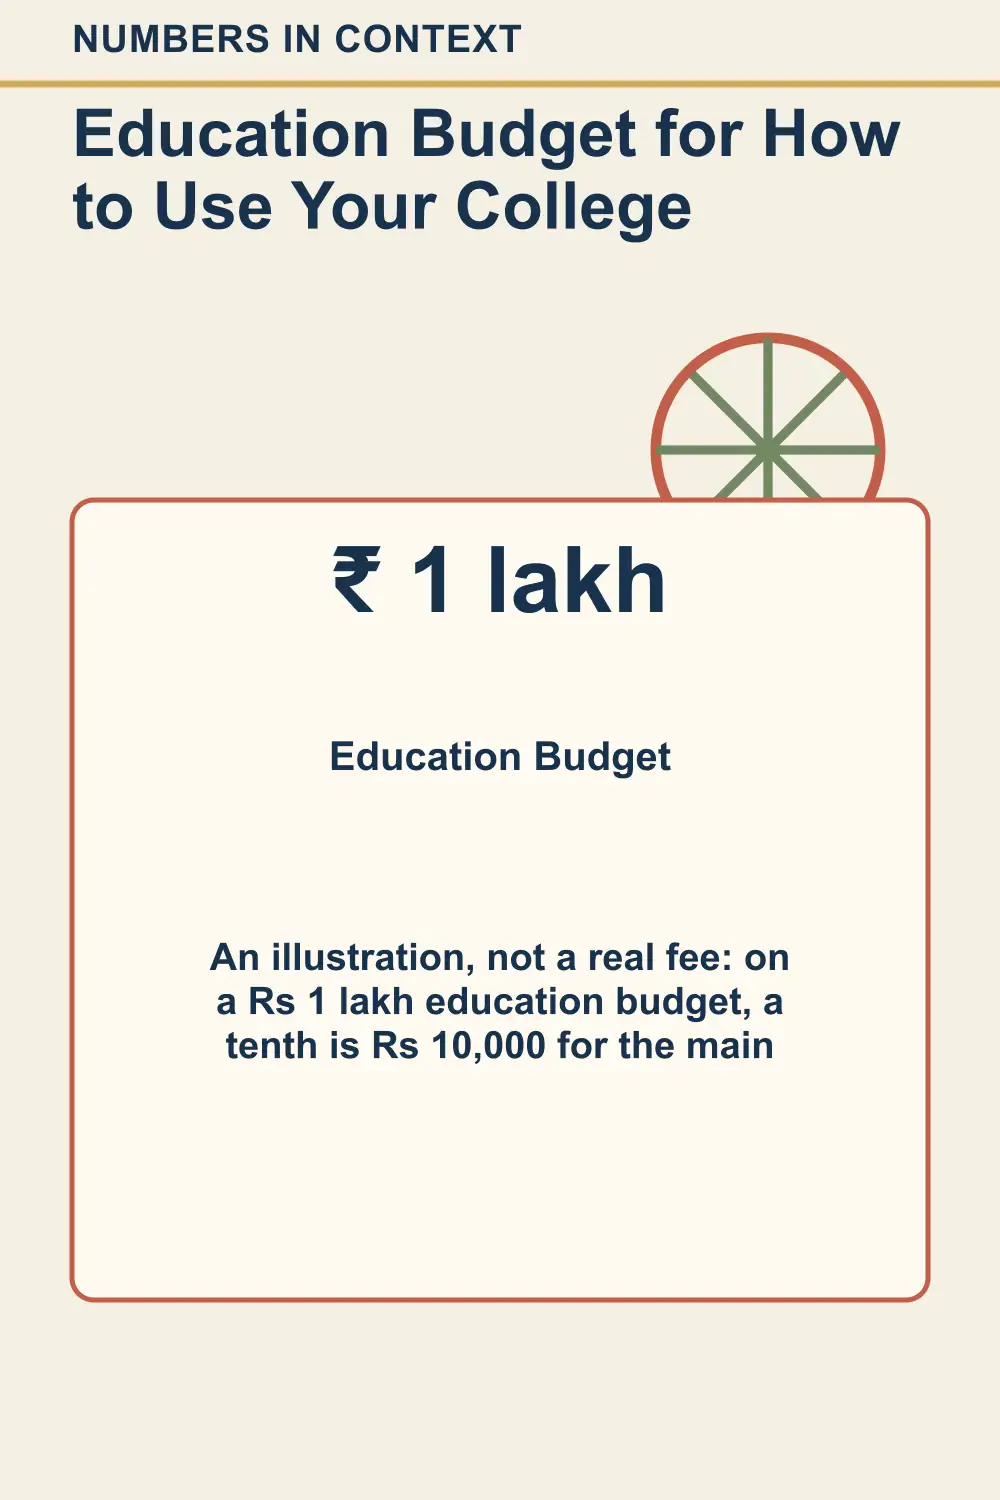 NUMBERS IN CONTEXT
Education Budget for How
to Use Your College
₹ 1 lakh
Education Budget
An illustration, not a real fee: on
a Rs 1 lakh education budget, a
tenth is Rs 10,000 for the main